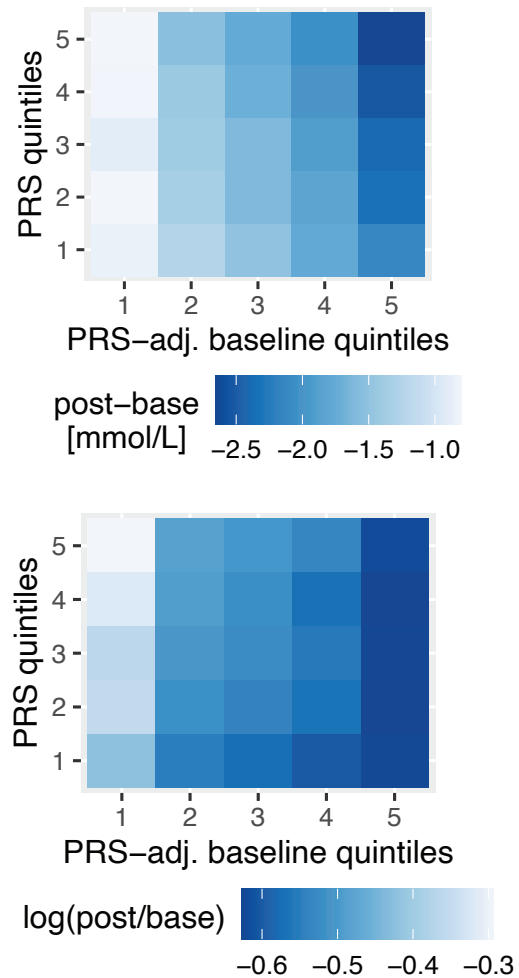 PRS quintiles
5
4
3
2
1
1 2 3 4 5
PRS−adj. baseline quintiles
post−base
[mmol/L]
−2.5 −2.0 −1.5 −1.0
PRS quintiles
5
4
3
2
1
1 2 3 4 5
PRS−adj. baseline quintiles
log(post/base)
−0.6 −0.5 −0.4 −0.3